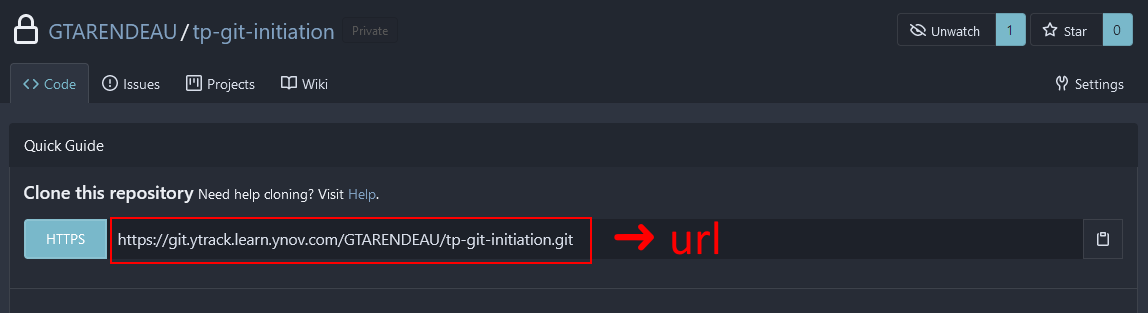 GTARENDEAU/tp-git-initiation Private Unwatch 1 Star 0
Code Issues Projects Wiki Settings
Quick Guide
Clone this repository Need help cloning? Visit Help.
HTTPS https://git.ytrack.learn.ynov.com/GTARENDEAU/tp-git-initiation.git url